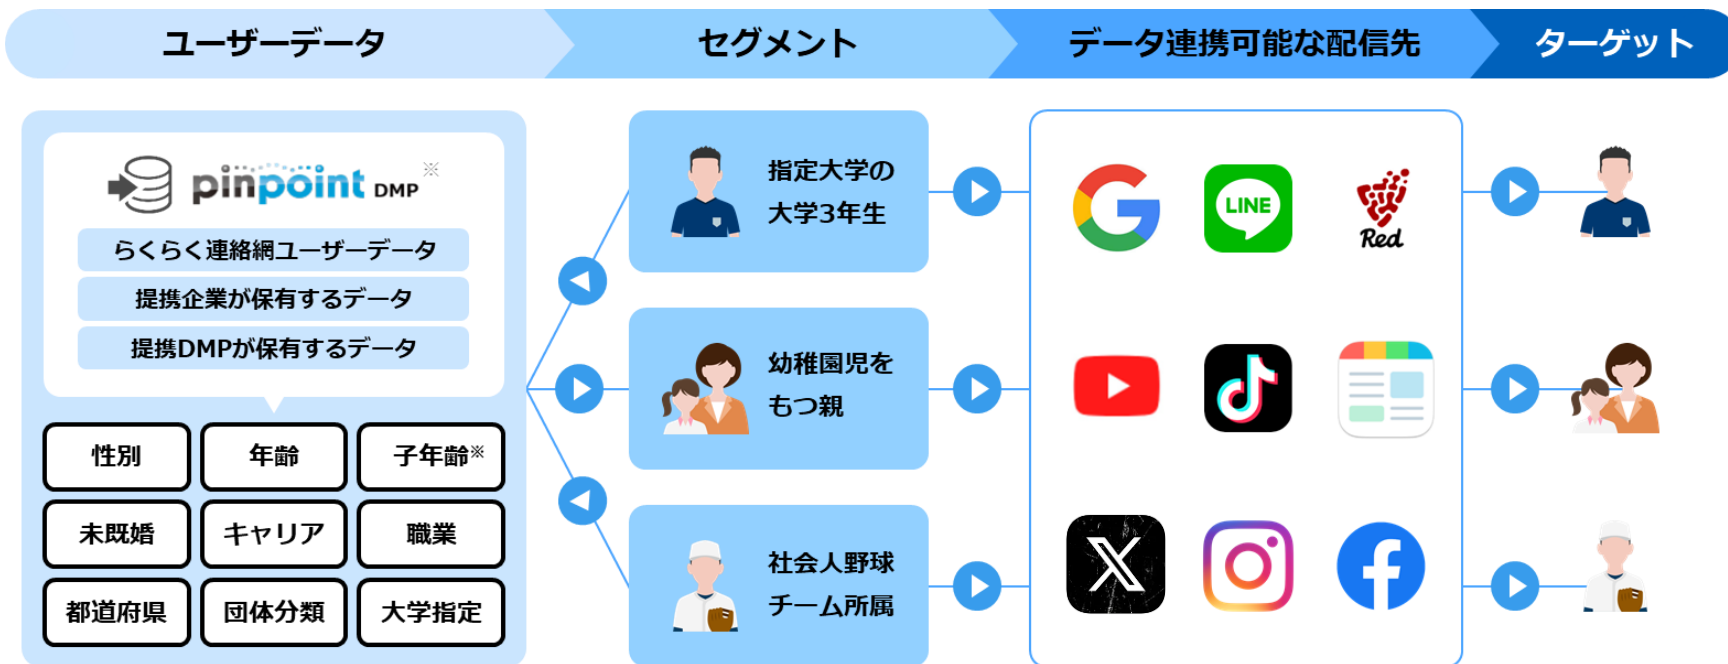 ユーザーデータ
セグメント
データ連携可能な配信先
ターゲット
pinpoint DMP※
らくらく連絡網ユーザーデータ
提携企業が保有するデータ
提携DMPが保有するデータ
性別
年齢
子年齢※
未既婚
キャリア
職業
都道府県
団体分類
大学指定
指定大学の
大学3年生
幼稚園児を
もつ親
社会人野球
チーム所属
LINE
Red